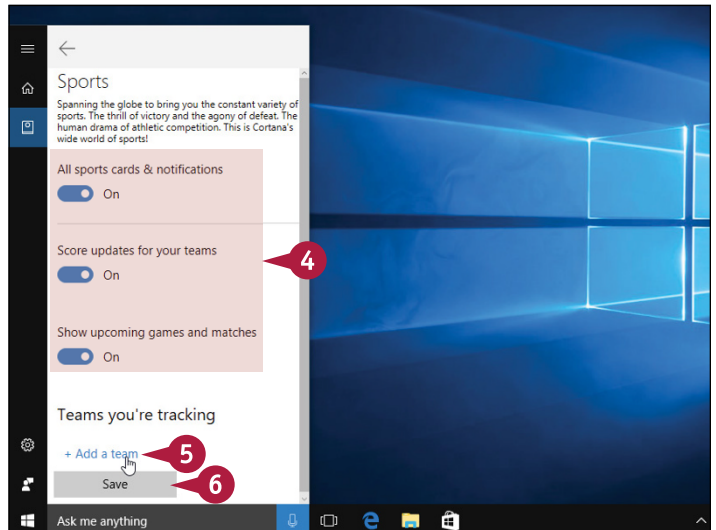 Sports
Spanning the globe to bring you the constant variety of
sports. The thrill of victory and the agony of defeat. The
human drama of athletic competition. This is Cortana's
wide world of sports!
All sports cards & notifications
On
Score updates for your teams
On
4
Show upcoming games and matches
On
Teams you're tracking
+ Add a team
5
Save
6
Ask me anything